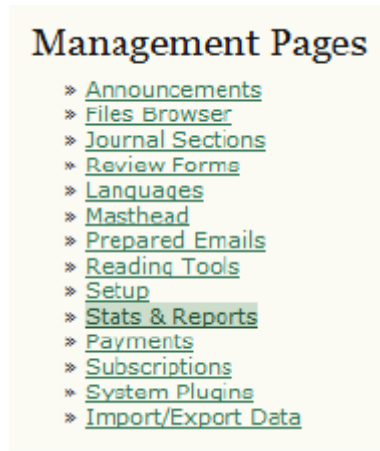 Management Pages
» Announcements
» Files Browser
» Journal Sections
» Review Forms
» Languages
» Masthead
» Prepared Emails
» Reading Tools
» Setup
» Stats & Reports
» Payments
» Subscriptions
» System Plugins
» Import/Export Data